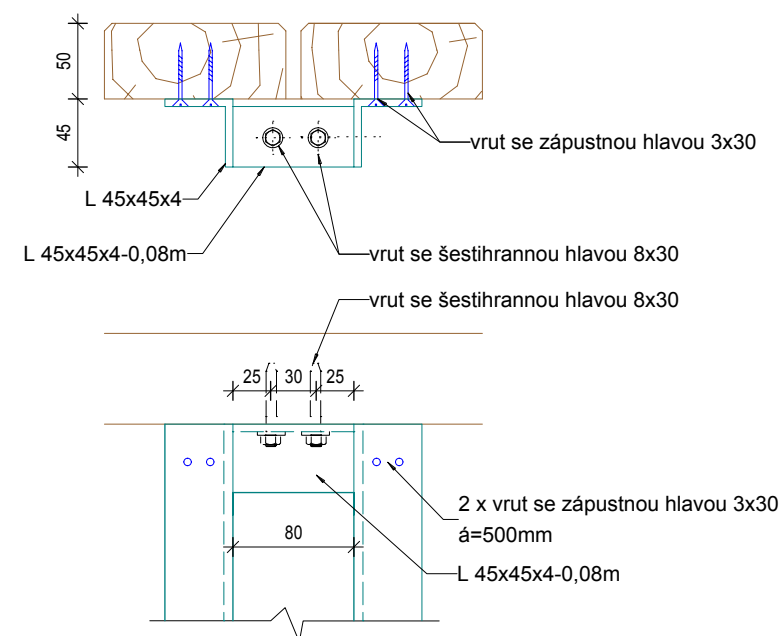 50
45
vrut se zápustnou hlavou 3x30
L 45x45x4
L 45x45x4-0,08m
vrut se šestihrannou hlavou 8x30
vrut se šestihrannou hlavou 8x30
25 30 25
2 x vrut se zápustnou hlavou 3x30
á=500mm
80
L 45x45x4-0,08m